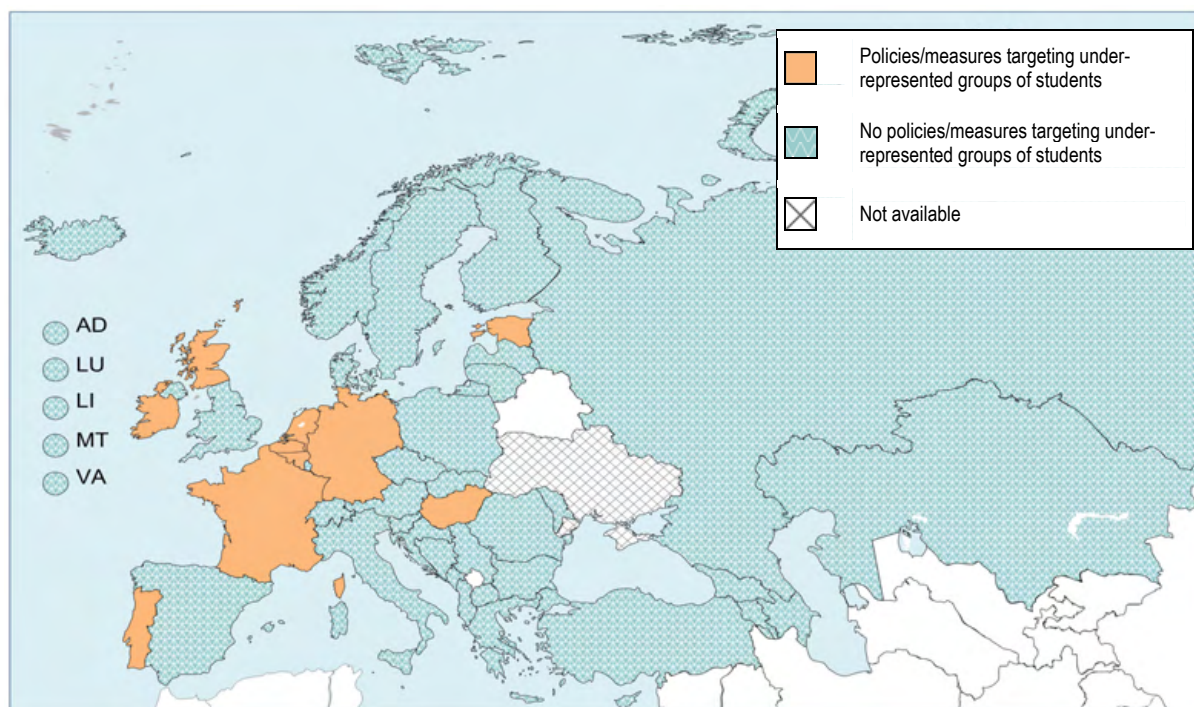 Policies/measures targeting under-
represented groups of students
No policies/measures targeting under-
represented groups of students
Not available
AD
LU
LI
MT
VA